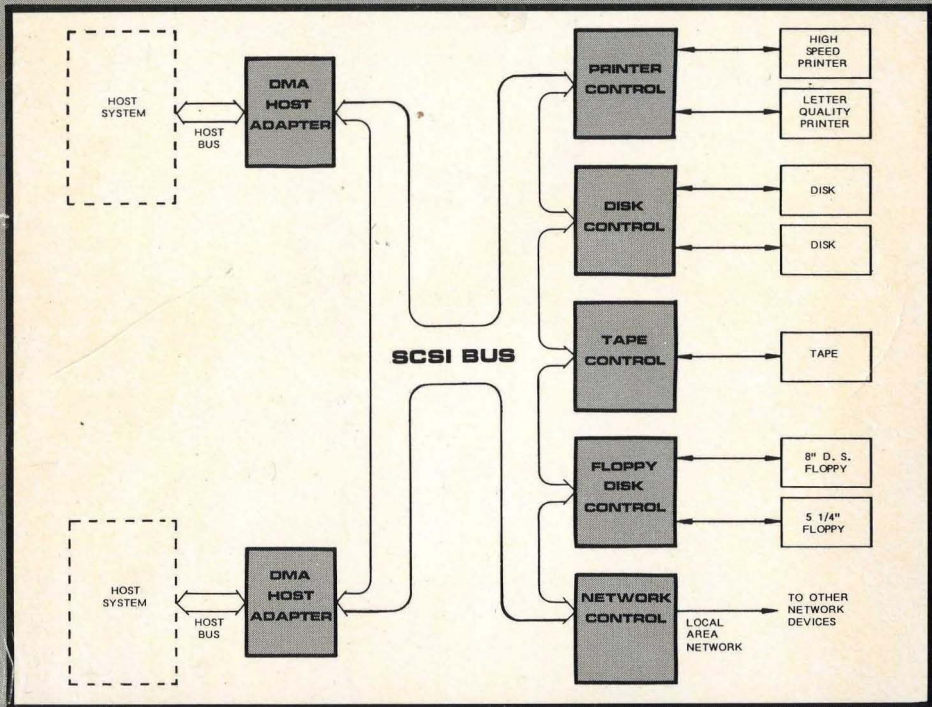 HOST
SYSTEM
HOST
BUS
DMA
HOST
ADAPTER
SCSI BUS
HOST
SYSTEM
HOST
BUS
DMA
HOST
ADAPTER
PRINTER
CONTROL
HIGH
SPEED
PRINTER
LETTER
QUALITY
PRINTER
DISK
CONTROL
DISK
DISK
TAPE
CONTROL
TAPE
FLOPPY
DISK
CONTROL
8" D. S.
FLOPPY
5 1/4"
FLOPPY
NETWORK
CONTROL
LOCAL
AREA
NETWORK
TO OTHER
NETWORK
DEVICES